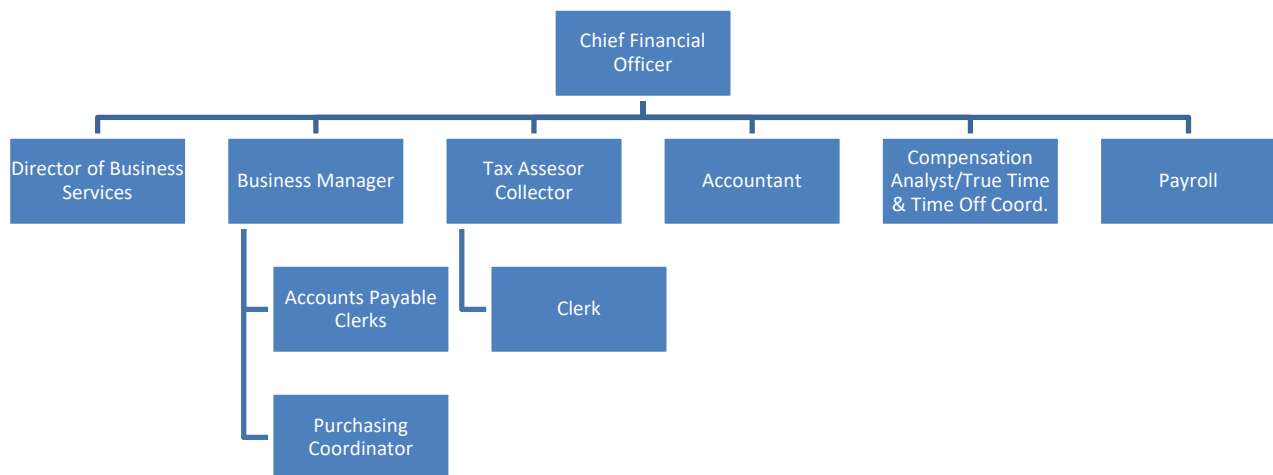 Chief Financial
Officer
Director of Business
Services
Business Manager
Tax Assesor
Collector
Accountant
Compensation
Analyst/True Time
& Time Off Coord.
Payroll
Accounts Payable
Clerks
Clerk
Purchasing
Coordinator